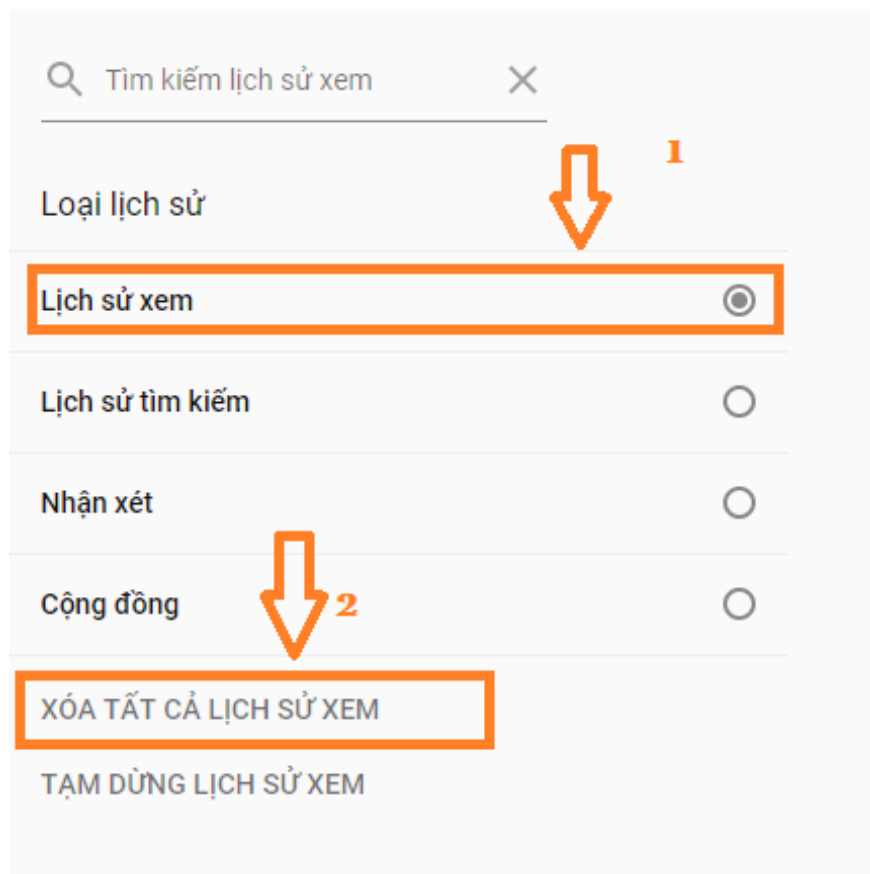 Tìm kiếm lịch sử xem
1
Loại lịch sử
Lịch sử xem
Lịch sử tìm kiếm
Nhận xét
Cộng đồng
2
XÓA TẤT CẢ LỊCH SỬ XEM
TẠM DỪNG LỊCH SỬ XEM